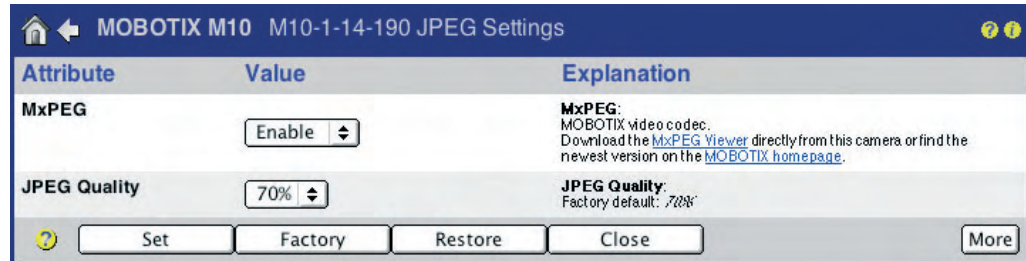 MOBOTIX M10 M10-1-14-190 JPEG Settings
Attribute Value Explanation
MxPEG
Enable
MxPEG:
MOBOTIX video codec.
Download the MxPEG Viewer directly from this camera or find the
newest version on the MOBOTIX homepage.
JPEG Quality
70%
JPEG Quality:
Factory default: 70%
? Set Factory Restore Close More